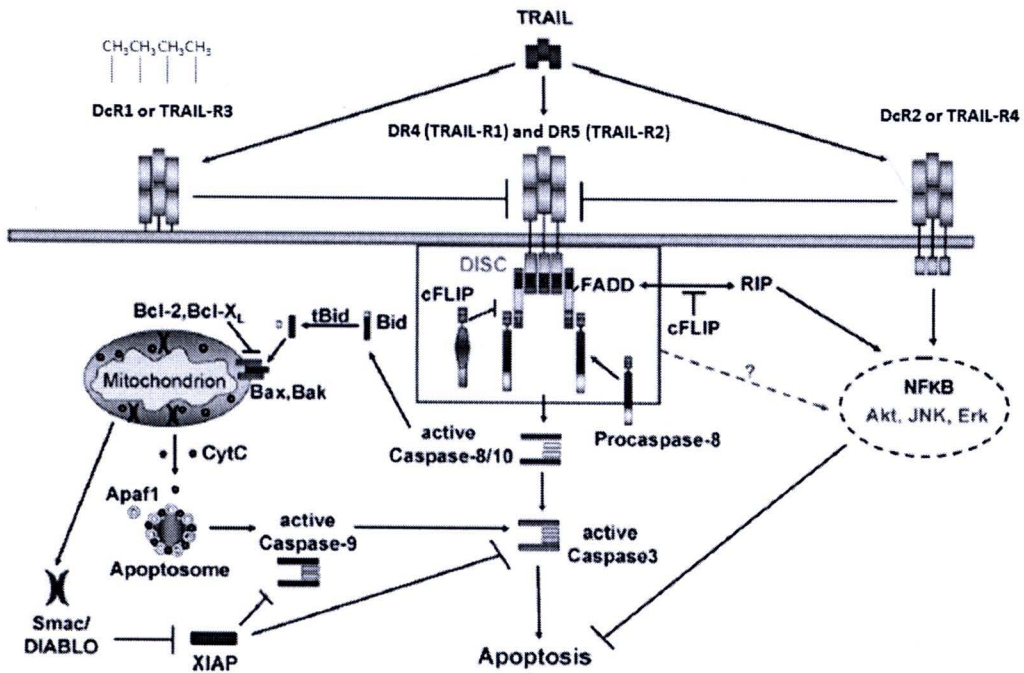 TRAIL
CH3CH3CH3CH3
DcR1 or TRAIL-R3
DcR2 or TRAIL-R4
DR4 (TRAIL-R1) and DR5 (TRAIL-R2)
DISC
cFLIP
FADD
RIP
cFLIP
Bcl-2,Bcl-XL
tBid
Bid
Mitochondrion
Bax,Bak
?
NFKB
Akt, JNK, Erk
active
Caspase-8/10
Procaspase-8
CytC
Apaf1
active
Caspase-9
active
Caspase3
Apoptosome
Smac/
DIABLO
XIAP
Apoptosis